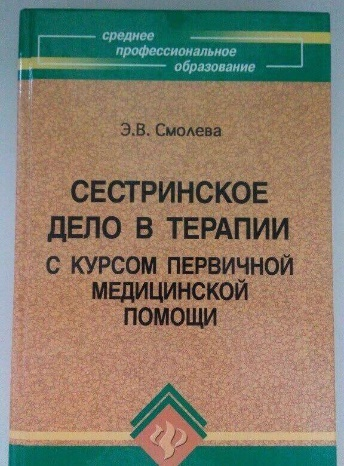 среднее
профессиональное
образование
Э.В. Смолева
СЕСТРИНСКОЕ
ДЕЛО В ТЕРАПИИ
С КУРСОМ ПЕРВИЧНОЙ
МЕДИЦИНСКОЙ
ПОМОЩИ